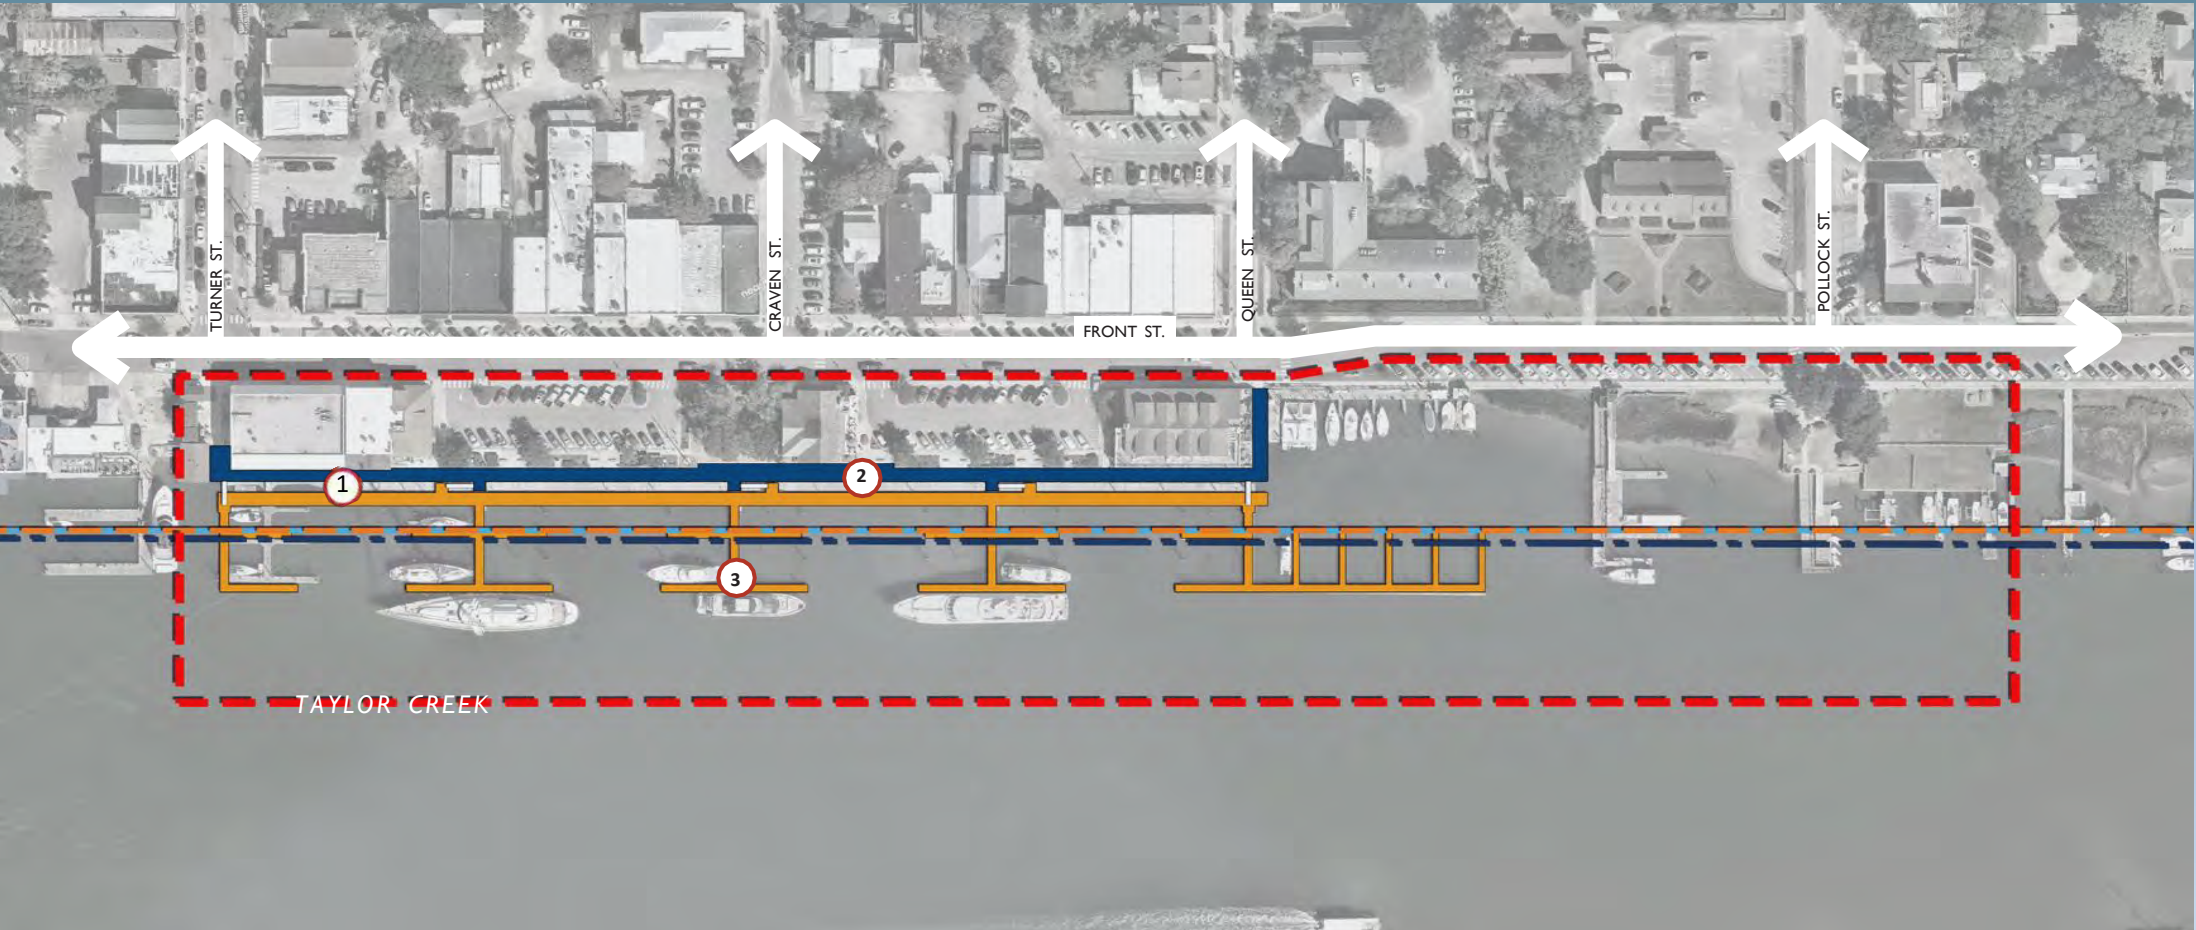 TURNER ST.
CRAVEN ST.
QUEEN ST.
POLLOCK ST.
FRONT ST.
1
2
3
TAYLOR CREEK